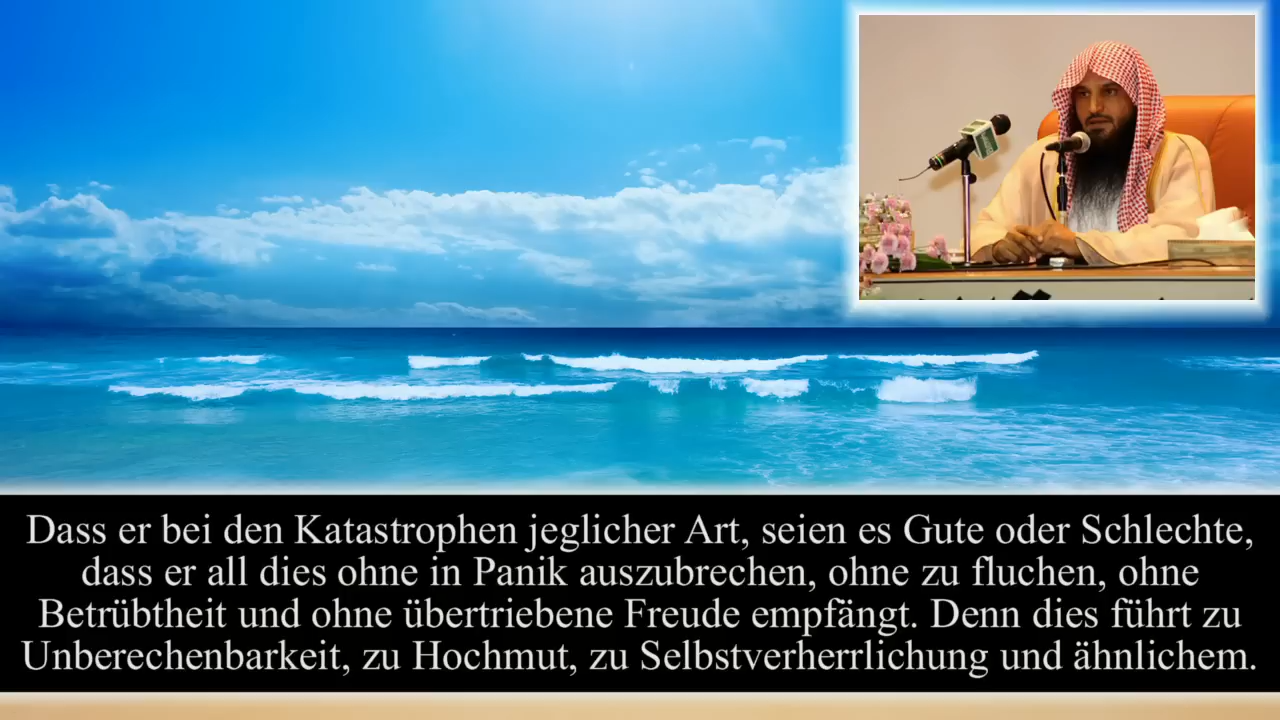 Dass er bei den Katastrophen jeglicher Art, seien es Gute oder Schlechte,
dass er all dies ohne in Panik auszubrechen, ohne zu fluchen, ohne
Betrübtheit und ohne übertriebene Freude empfängt. Denn dies führt zu
Unberechenbarkeit, zu Hochmut, zu Selbstverherrlichung und ähnlichem.